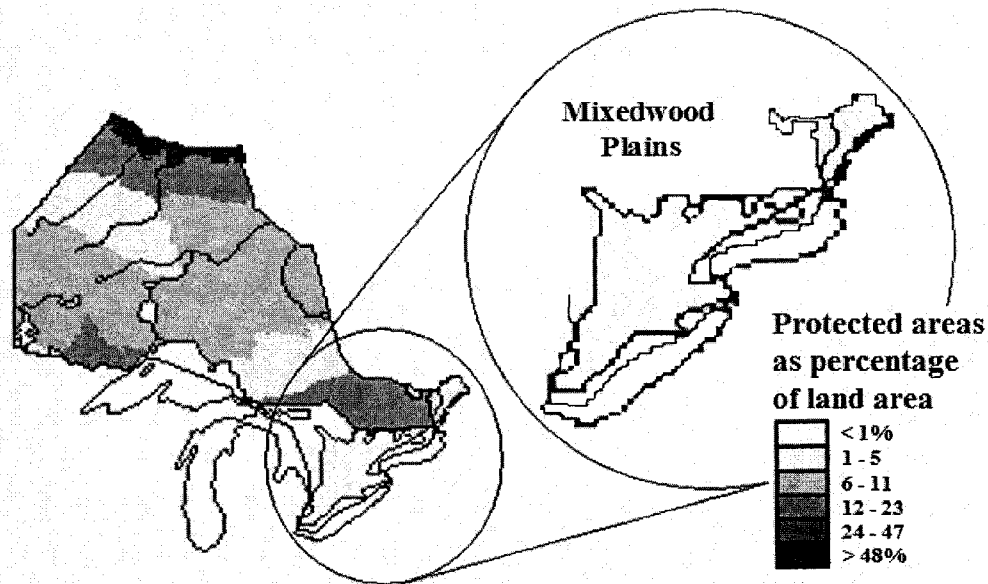 Mixedwood
Plains
Protected areas
as percentage
of land area
<1%
1 - 5
6 - 11
12 - 23
24 - 47
>48%